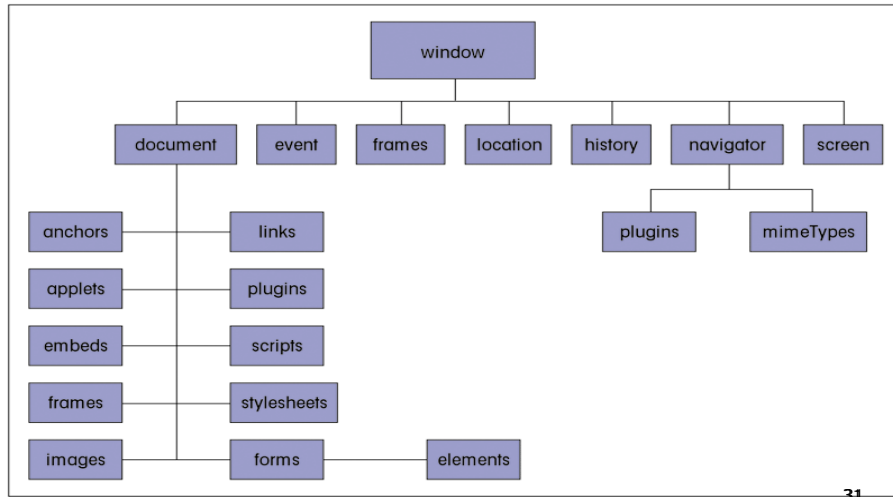 window
document
event
frames
location
history
navigator
screen
anchors
links
plugins
mimeTypes
applets
plugins
embeds
scripts
frames
stylesheets
images
forms
elements
31